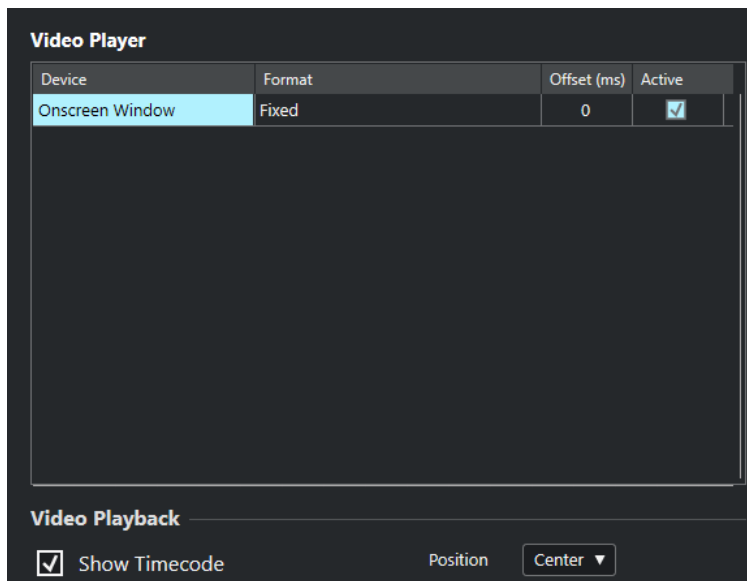 Video Player
Device Format Offset (ms) Active
Onscreen Window Fixed 0
Video Playback
Show Timecode Position Center